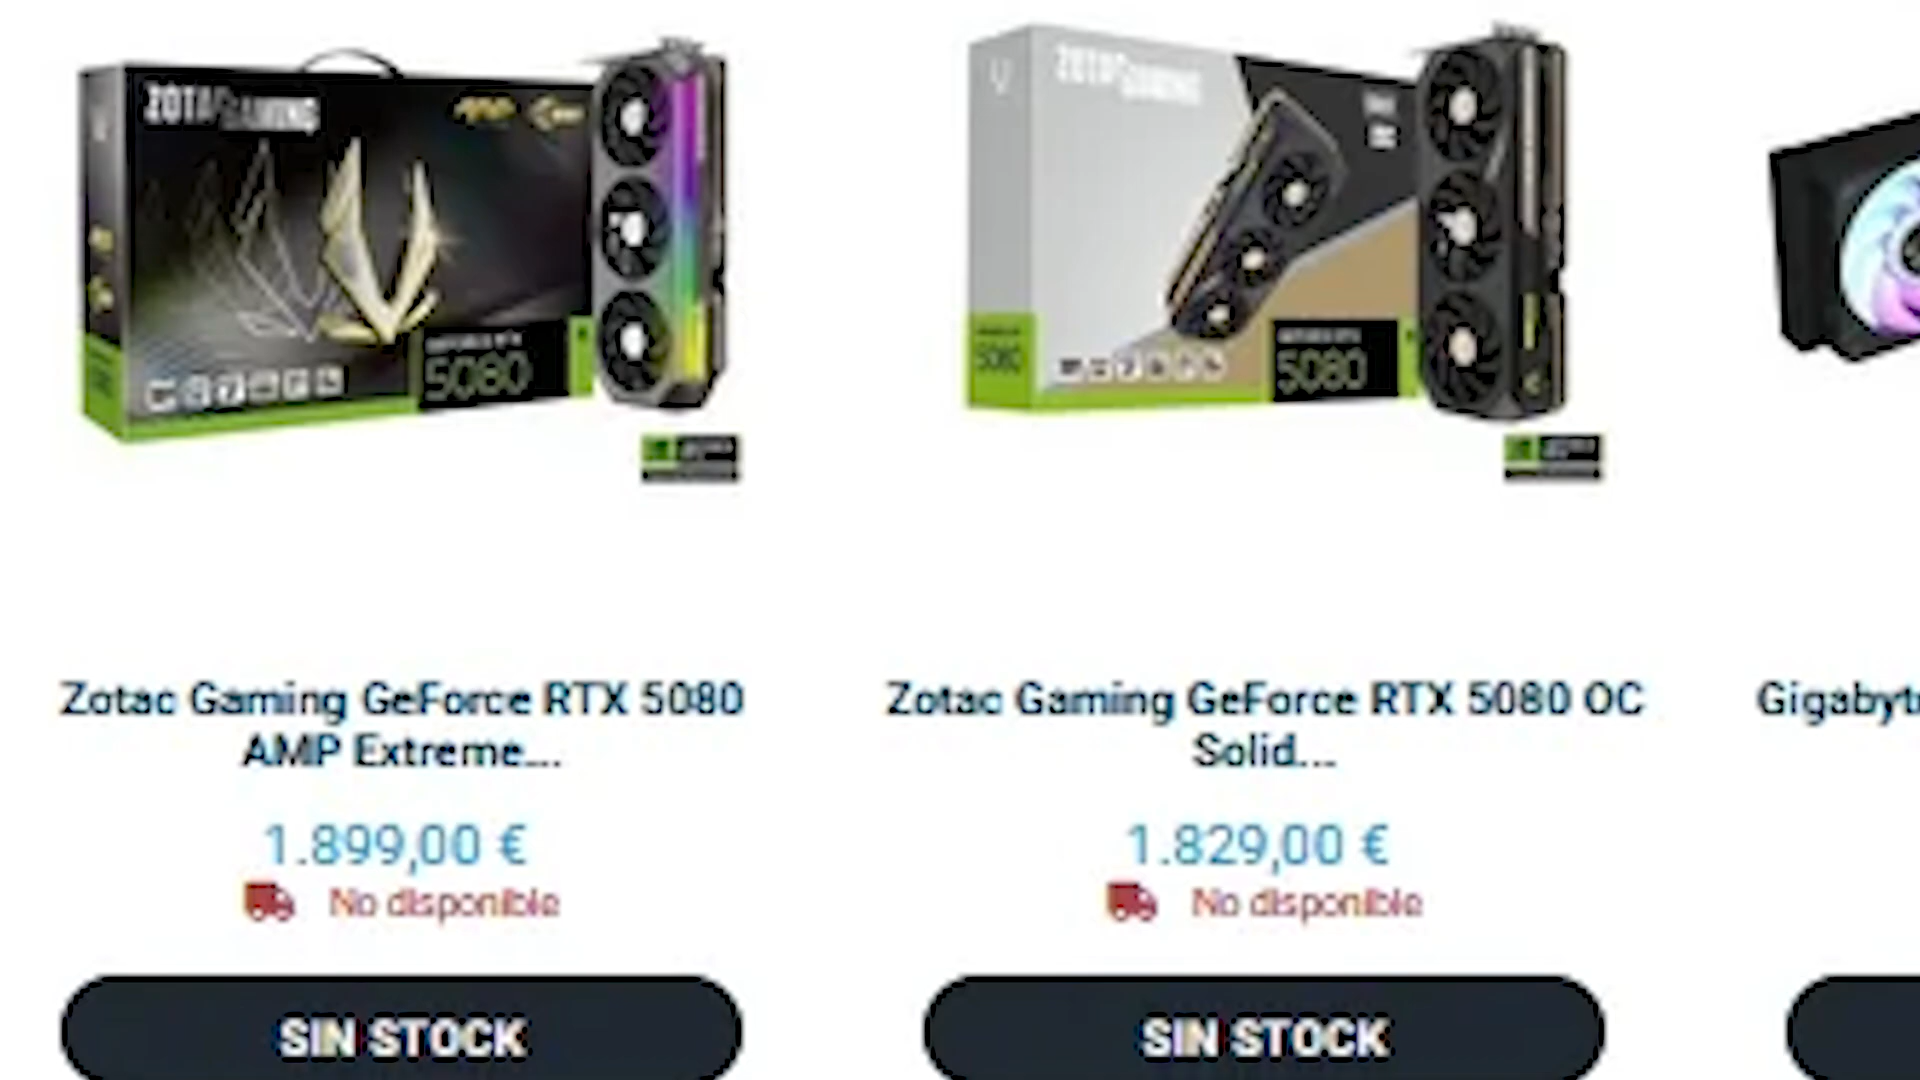 ZOTAC GAMING
5080
ZOTAC GAMING
5080
5080
Zotac Gaming GeForce RTX 5080
AMP Extreme...
1.899,00 €
No disponible
SIN STOCK
Zotac Gaming GeForce RTX 5080 OC
Solid...
1.829,00 €
No disponible
SIN STOCK